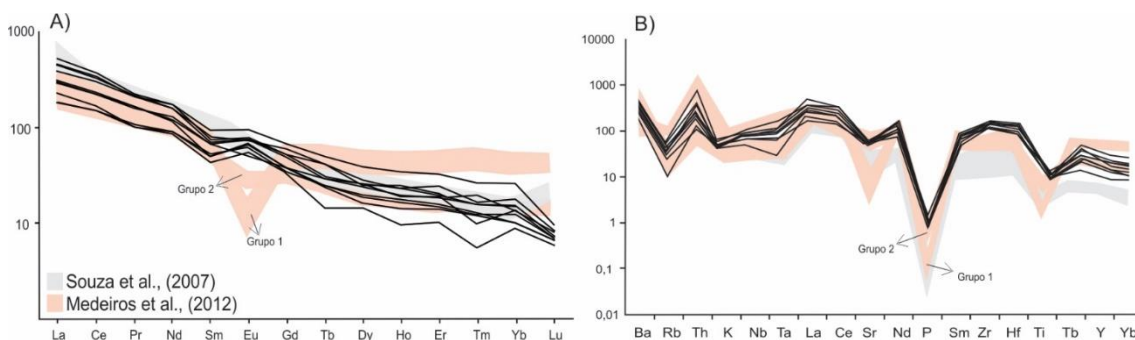 A)
1000
100
10
Grupo 2
Grupo 1
Souza et al., (2007)
Medeiros et al., (2012)
La Ce Pr Nd Sm Eu Gd Tb Dy Ho Er Tm Yb Lu
B)
10000
1000
100
10
1
0,1
0,01
Grupo 2
Grupo 1
Ba Rb Th K Nb Ta La Ce Sr Nd P Sm Zr Hf Ti Tb Y Yb